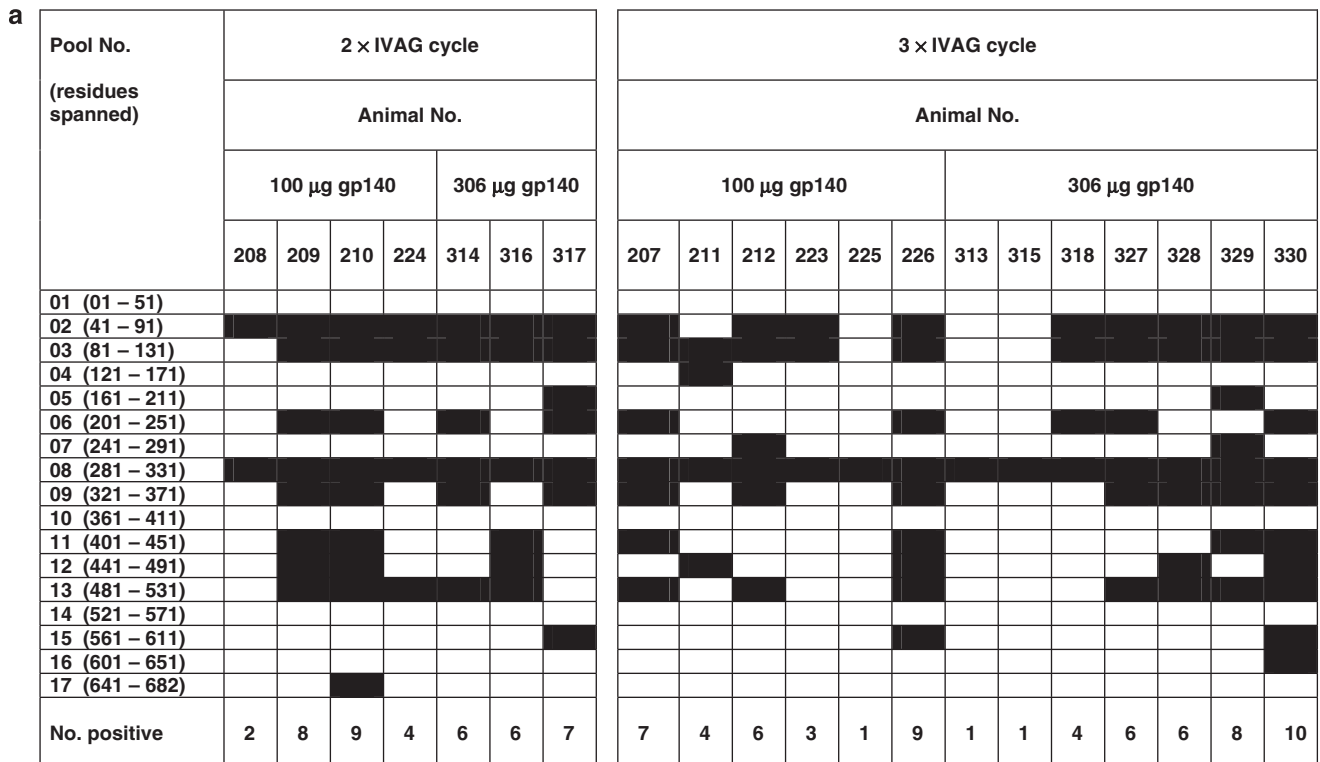 a
Pool No. 2 × IVAG cycle 3 × IVAG cycle
(residues
spanned) Animal No. Animal No.
100 μg gp140 306 μg gp140 100 μg gp140 306 μg gp140
208 209 210 224 314 316 317 207 211 212 223 225 226 313 315 318 327 328 329 330
01 (01 – 51)
02 (41 – 91)
03 (81 – 131)
04 (121 – 171)
05 (161 – 211)
06 (201 – 251)
07 (241 – 291)
08 (281 – 331)
09 (321 – 371)
10 (361 – 411)
11 (401 – 451)
12 (441 – 491)
13 (481 – 531)
14 (521 – 571)
15 (561 – 611)
16 (601 – 651)
17 (641 – 682)
No. positive 2 8 9 4 6 6 7 7 4 6 3 1 9 1 1 4 6 6 8 10